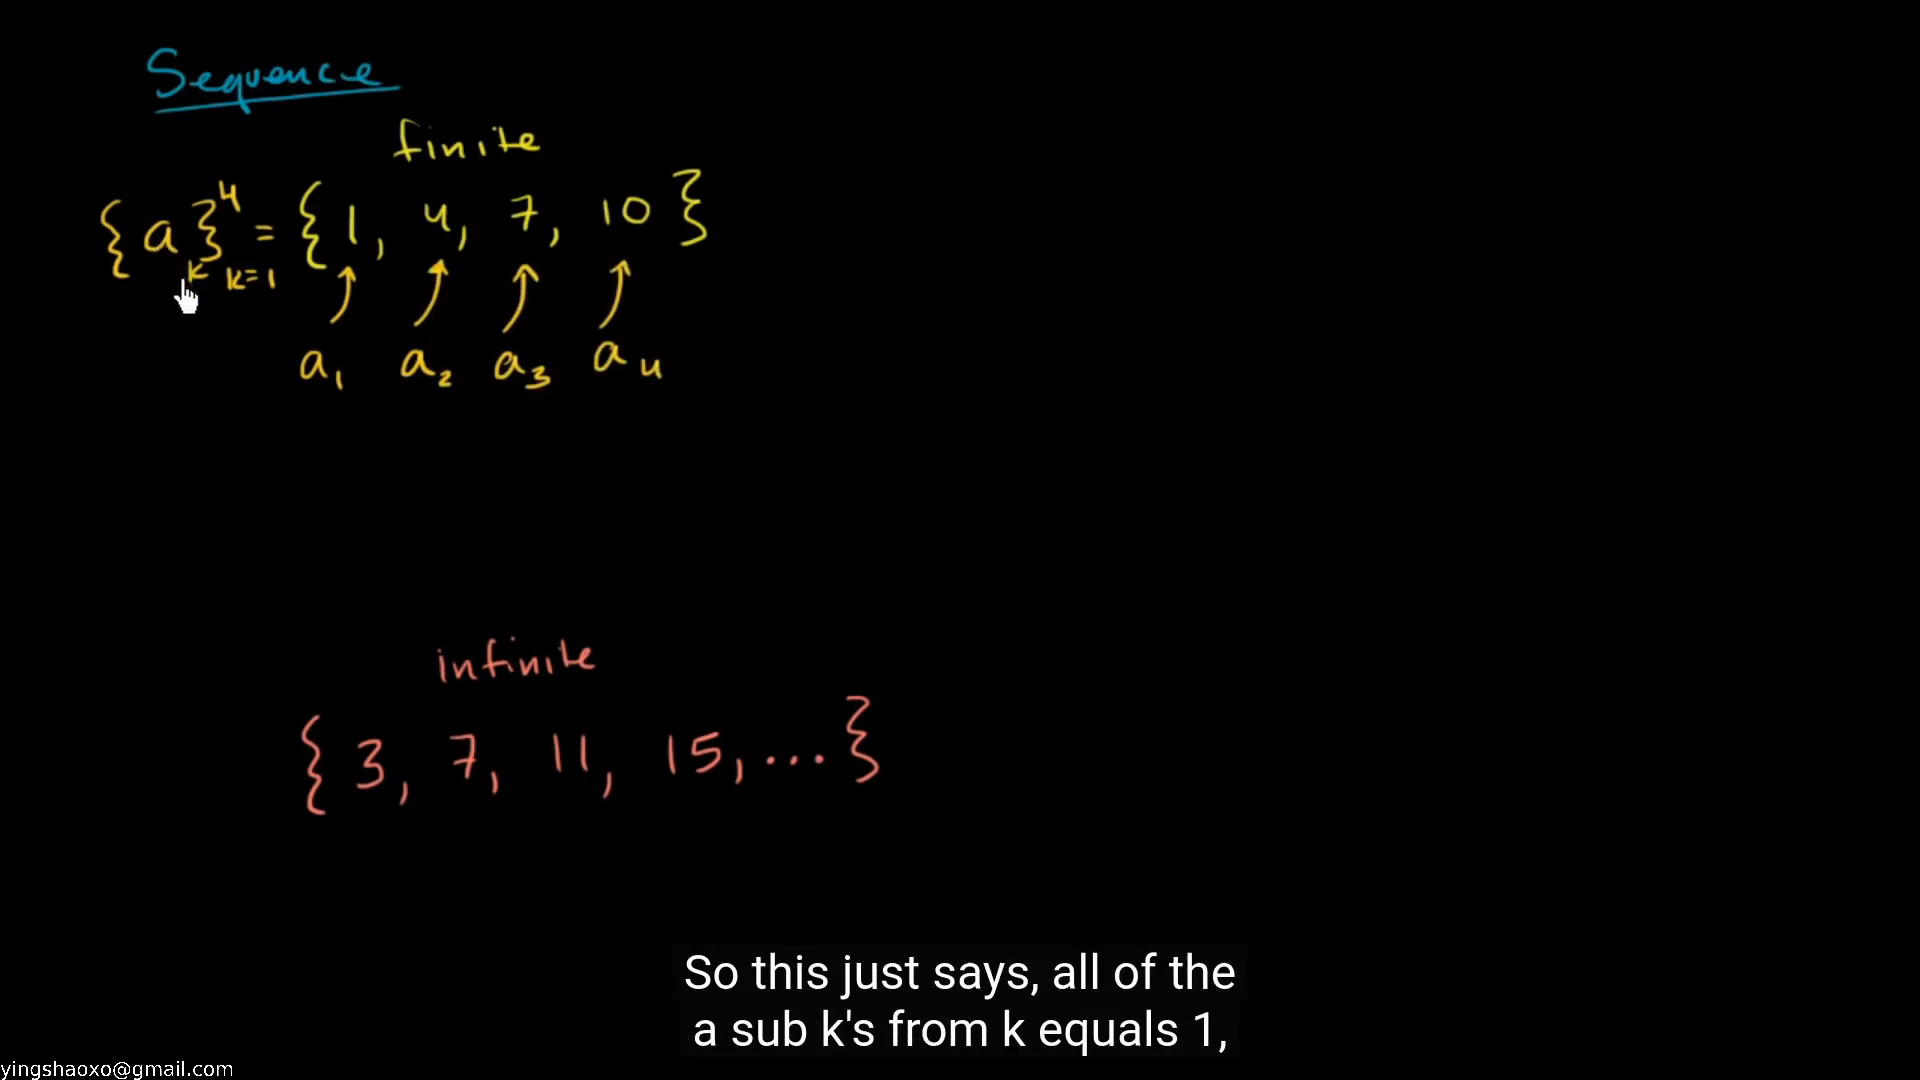 Sequence
finite
{a_k}^4_{k=1} = {1, 4, 7, 10}
a_1 a_2 a_3 a_4
infinite
{3, 7, 11, 15, ...}
So this just says, all of the
a sub k's from k equals 1,
yingshaoxo@gmail.com